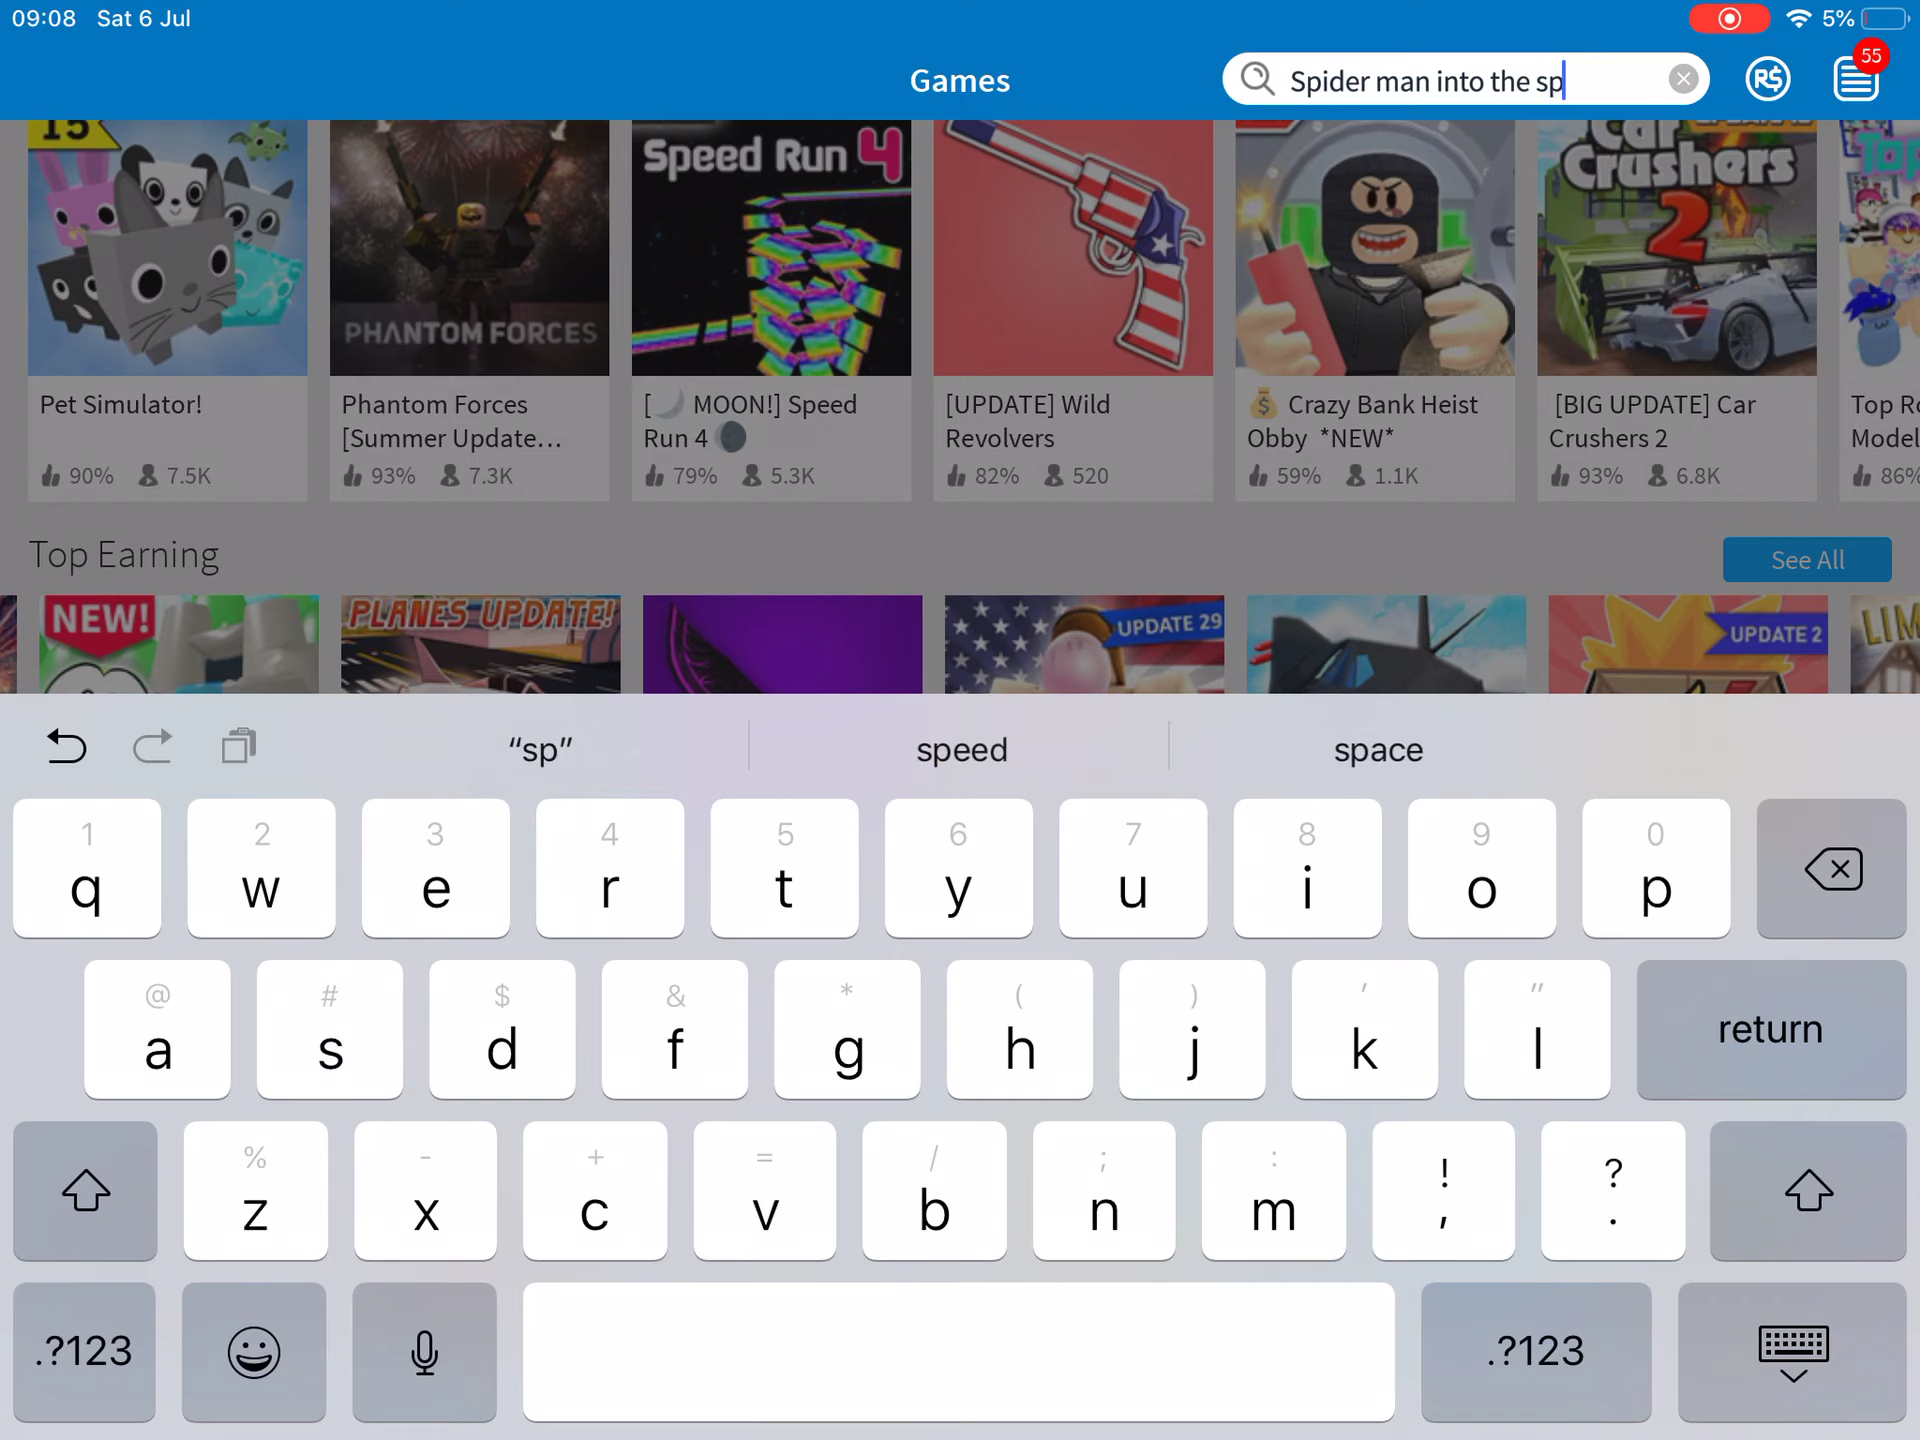 09:08 Sat 6 Jul
5%
Games
Spider man into the sp
R$
55
15
PHANTOM FORCES
Speed Run 4
Car
Crushers
2
Top
Pet Simulator!
90% 7.5K
Phantom Forces
[Summer Update...
93% 7.3K
[🌙 MOON!] Speed
Run 4 🌒
79% 5.3K
[UPDATE] Wild
Revolvers
82% 520
💰 Crazy Bank Heist
Obby *NEW*
59% 1.1K
[BIG UPDATE] Car
Crushers 2
93% 6.8K
Top Ro
Model
86%
Top Earning
See All
NEW!
PLANES UPDATE!
UPDATE 29
UPDATE 2
LIM
“sp” speed space
1 2 3 4 5 6 7 8 9 0
q w e r t y u i o p
@ # $ & * ( ) ' "
a s d f g h j k l return
% - + = / ; : ! ?
z x c v b n m , .
.?123 .?123